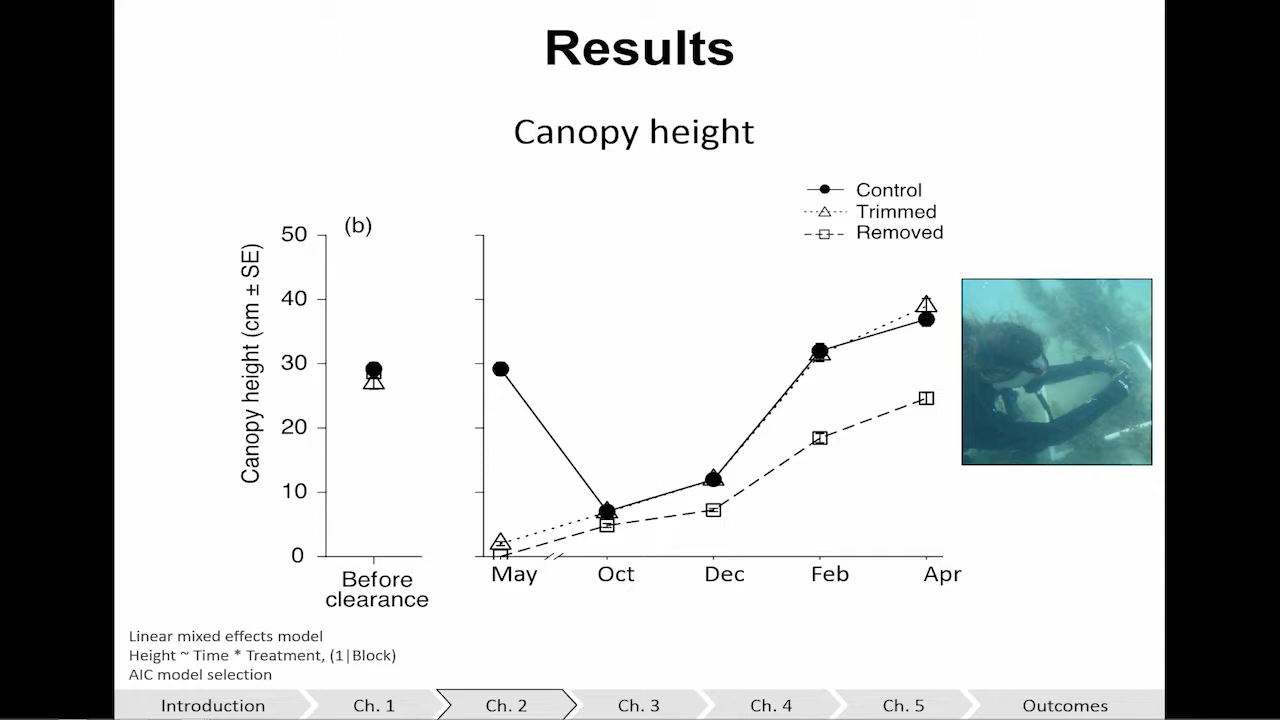 Results
Canopy height
Control
Trimmed
Removed
(b)
Canopy height (cm ± SE)
50
40
30
20
10
0
Before
clearance
May Oct Dec Feb Apr
Linear mixed effects model
Height ~ Time * Treatment, (1|Block)
AIC model selection
Introduction Ch. 1 Ch. 2 Ch. 3 Ch. 4 Ch. 5 Outcomes